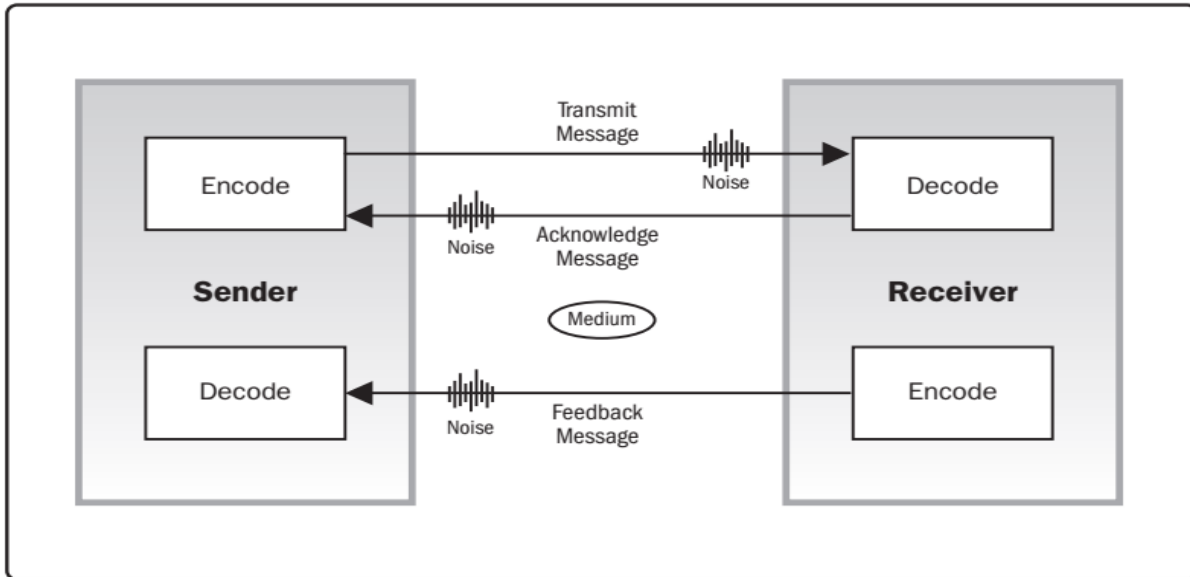 Transmit
Message
Encode
Noise
Decode
Noise
Acknowledge
Message
Sender
Receiver
Medium
Decode
Encode
Noise
Feedback
Message